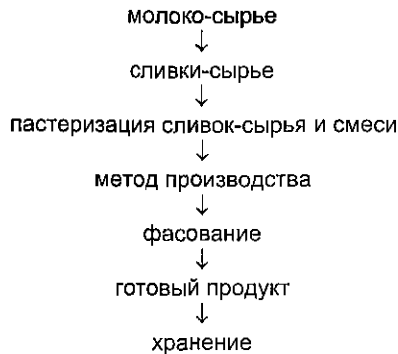 молоко-сырье
↓
сливки-сырье
↓
пастеризация сливок-сырья и смеси
↓
метод производства
↓
фасование
↓
готовый продукт
↓
хранение